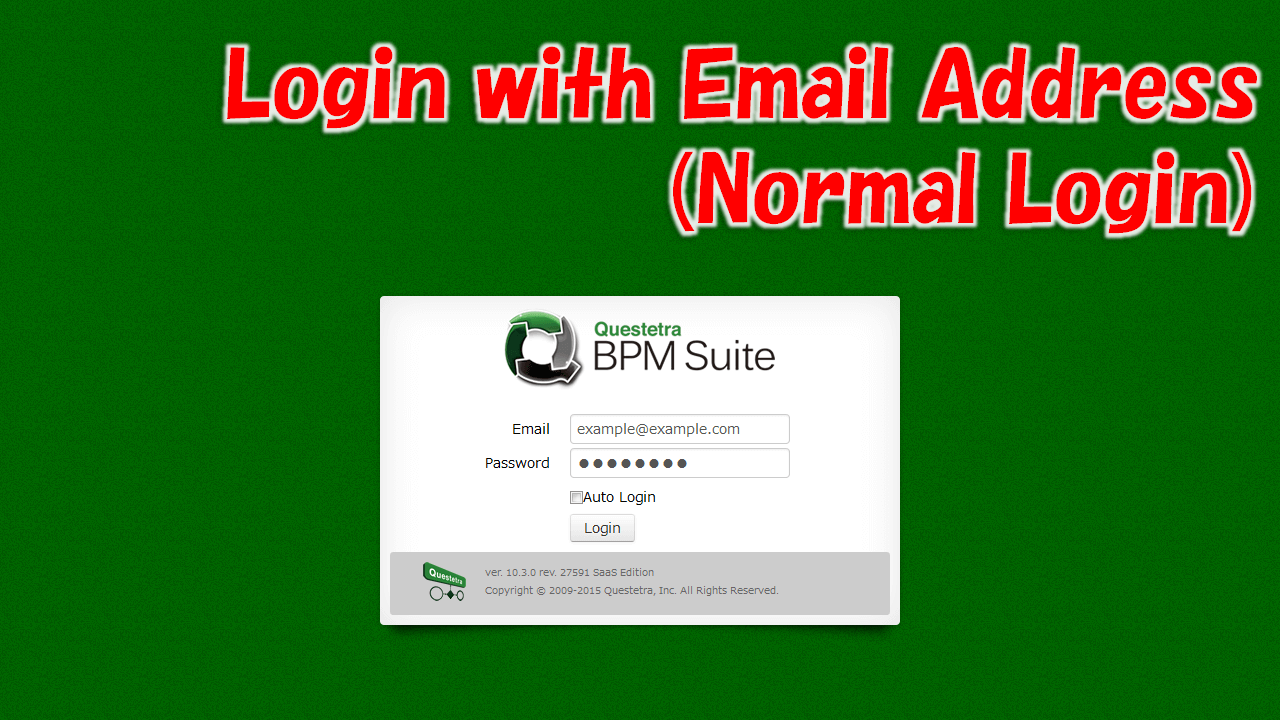 Login with Email Address
(Normal Login)
Questetra
BPM Suite
Email
example@example.com
Password
●●●●●●●●
Auto Login
Login
Questetra
ver. 10.3.0 rev. 27591 SaaS Edition
Copyright © 2009-2015 Questetra, Inc. All Rights Reserved.